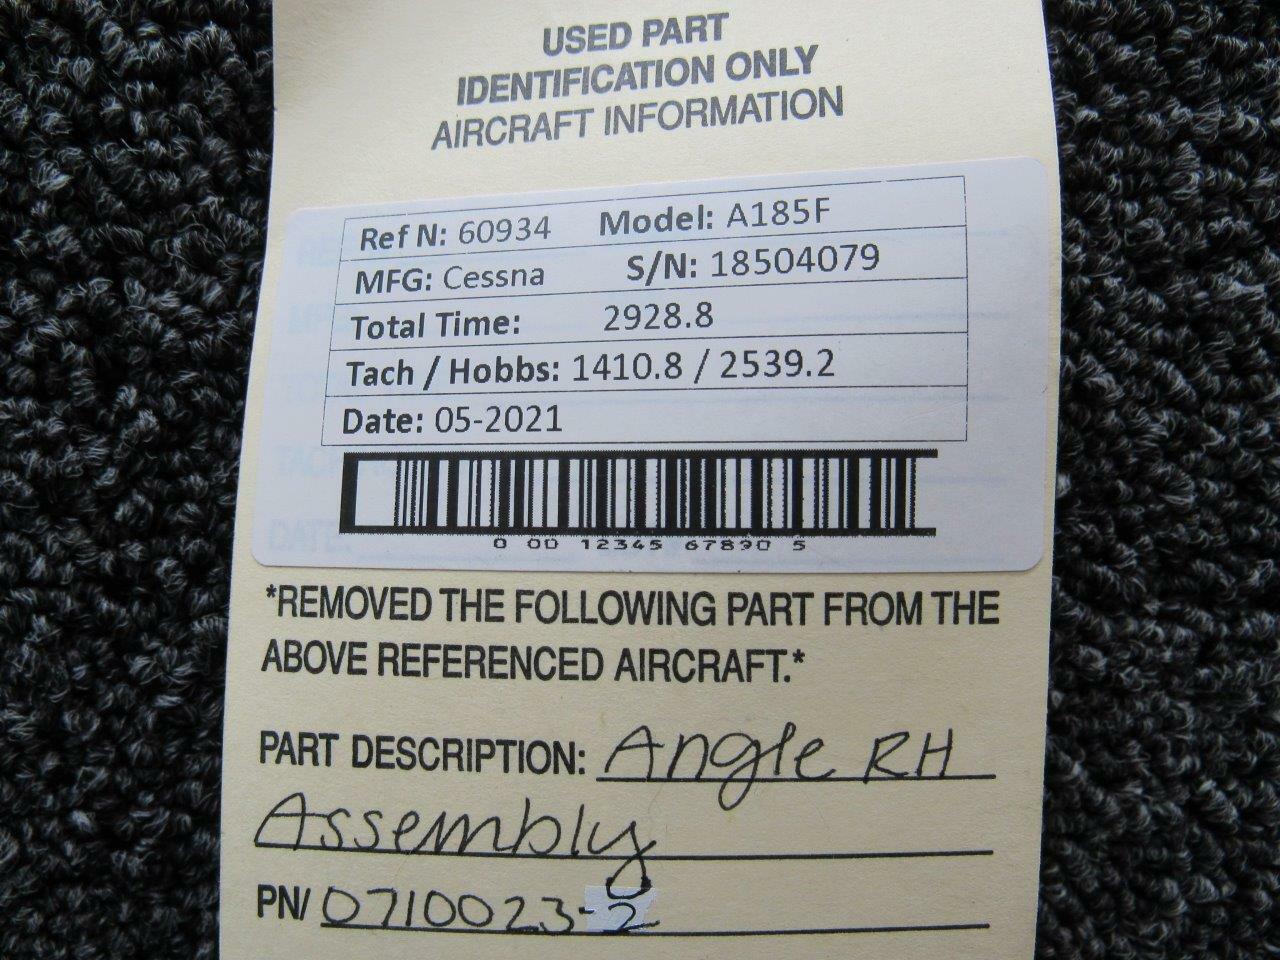 USED PART
IDENTIFICATION ONLY
AIRCRAFT INFORMATION
Ref N: 60934 Model: A185F
MFG: Cessna S/N: 18504079
Total Time: 2928.8
Tach / Hobbs: 1410.8 / 2539.2
Date: 05-2021
0 00 12345 67890 5
*REMOVED THE FOLLOWING PART FROM THE
ABOVE REFERENCED AIRCRAFT.*
PART DESCRIPTION: Angle RH
Assembly
PN/ 0710023-2